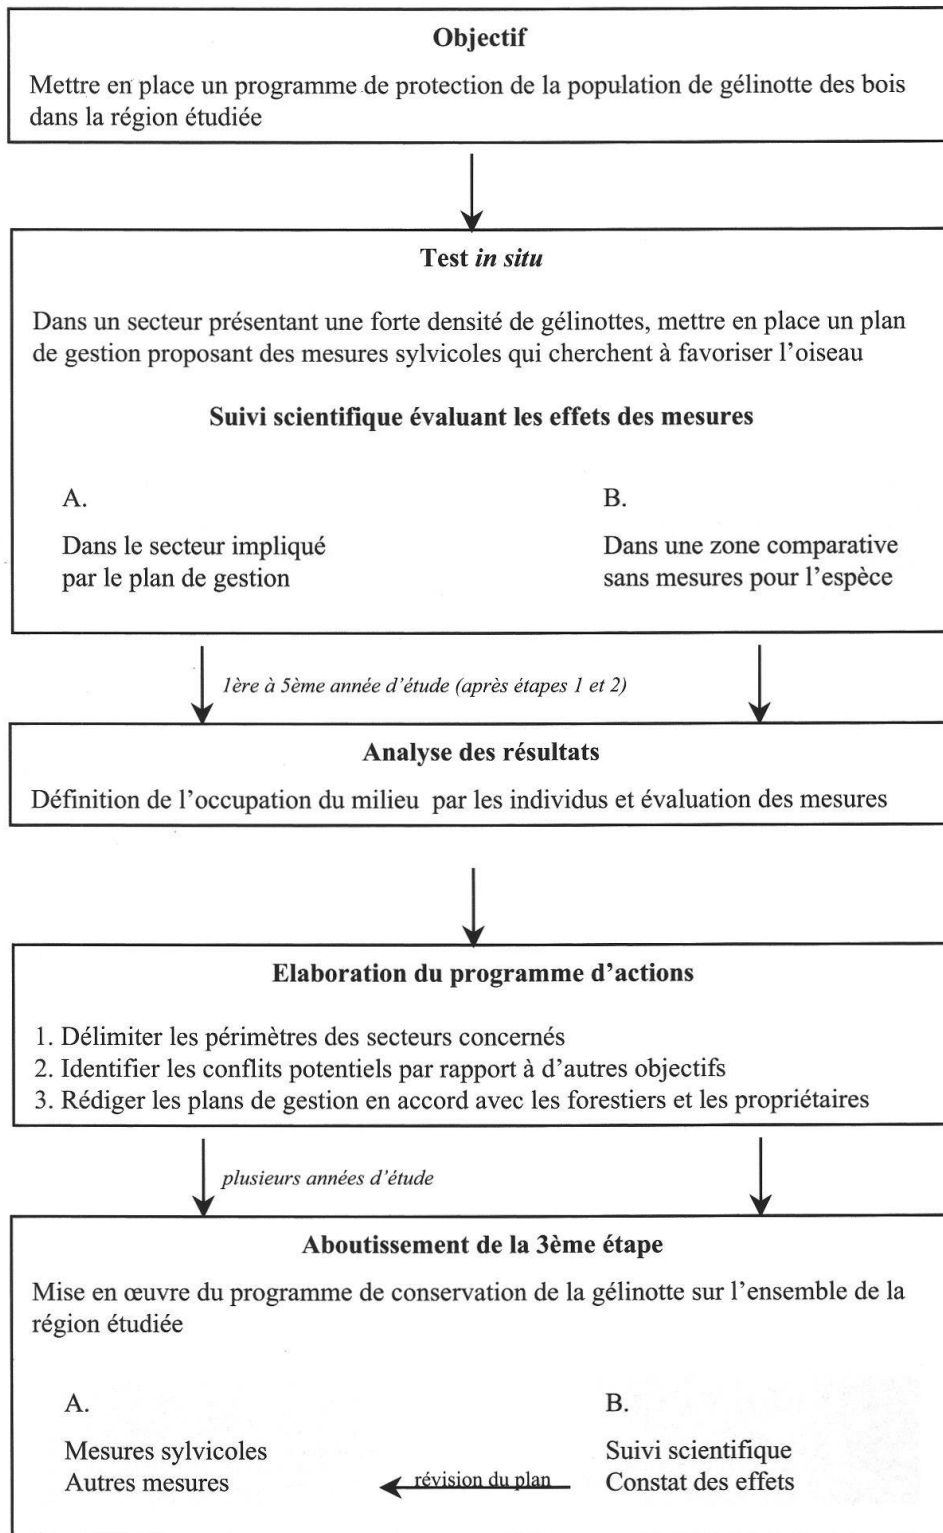 Objectif
Mettre en place un programme de protection de la population de gélinotte des bois
dans la région étudiée
Test in situ
Dans un secteur présentant une forte densité de gélinottes, mettre en place un plan
de gestion proposant des mesures sylvicoles qui cherchent à favoriser l’oiseau
Suivi scientifique évaluant les effets des mesures
A.
Dans le secteur impliqué
par le plan de gestion
B.
Dans une zone comparative
sans mesures pour l’espèce
1ère à 5ème année d’étude (après étapes 1 et 2)
Analyse des résultats
Définition de l’occupation du milieu par les individus et évaluation des mesures
Elaboration du programme d’actions
1. Délimiter les périmètres des secteurs concernés
2. Identifier les conflits potentiels par rapport à d’autres objectifs
3. Rédiger les plans de gestion en accord avec les forestiers et les propriétaires
plusieurs années d’étude
Aboutissement de la 3ème étape
Mise en œuvre du programme de conservation de la gélinotte sur l’ensemble de la
région étudiée
A.
Mesures sylvicoles
Autres mesures
révision du plan
B.
Suivi scientifique
Constat des effets